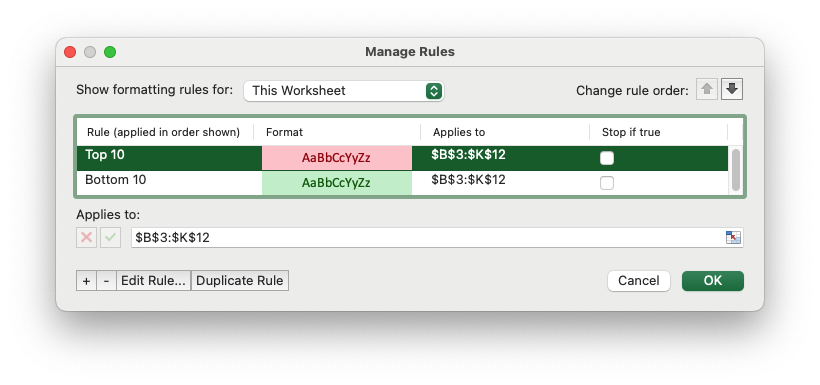 Manage Rules
Show formatting rules for: This Worksheet Change rule order:
Rule (applied in order shown) Format Applies to Stop if true
Top 10 AaBbCcYyZz $B$3:$K$12
Bottom 10 AaBbCcYyZz $B$3:$K$12
Applies to:
$B$3:$K$12
+ - Edit Rule... Duplicate Rule Cancel OK